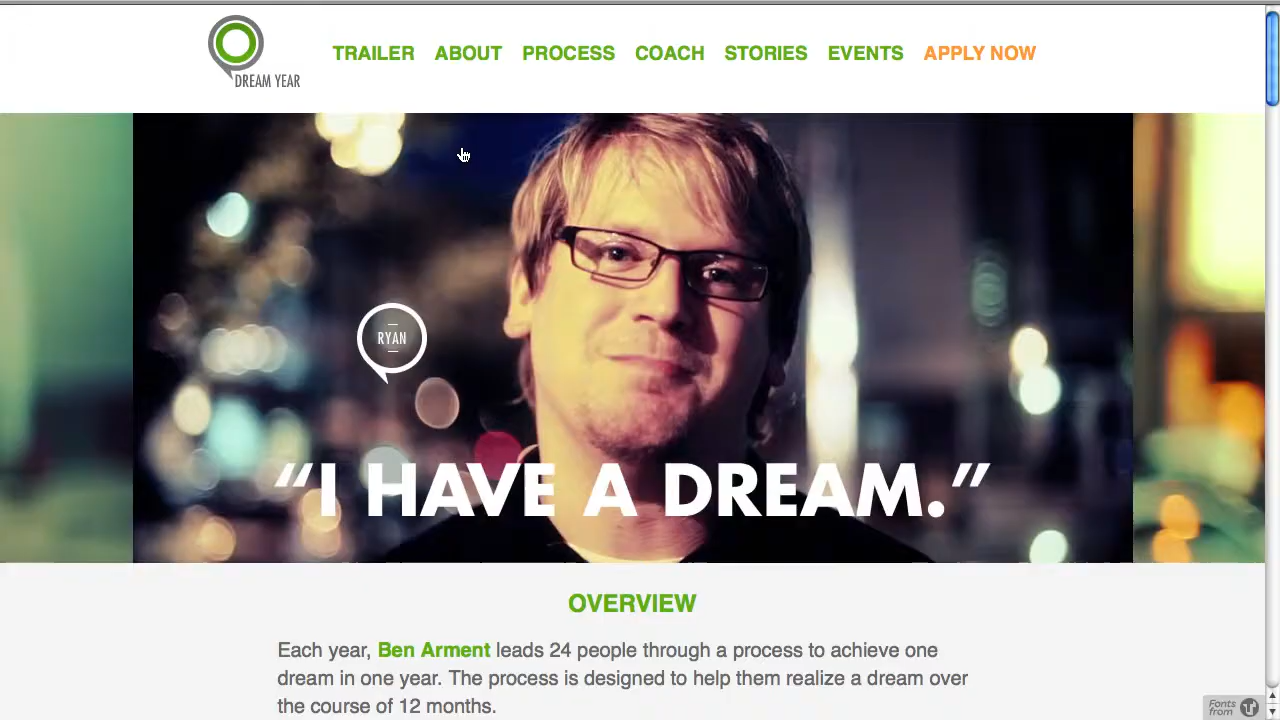 DREAM YEAR
TRAILER ABOUT PROCESS COACH STORIES EVENTS APPLY NOW
RYAN
“I HAVE A DREAM.”
OVERVIEW
Each year, Ben Arment leads 24 people through a process to achieve one
dream in one year. The process is designed to help them realize a dream over
the course of 12 months.
Fonts
from